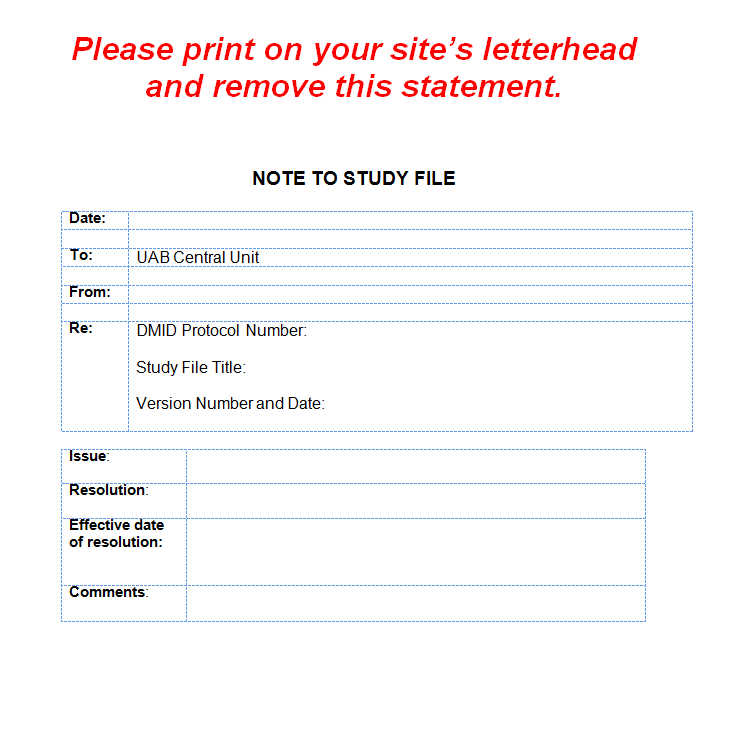 Please print on your site's letterhead
and remove this statement.
NOTE TO STUDY FILE
Date:
To: UAB Central Unit
From:
Re: DMID Protocol Number:
Study File Title:
Version Number and Date:
Issue:
Resolution:
Effective date
of resolution:
Comments: